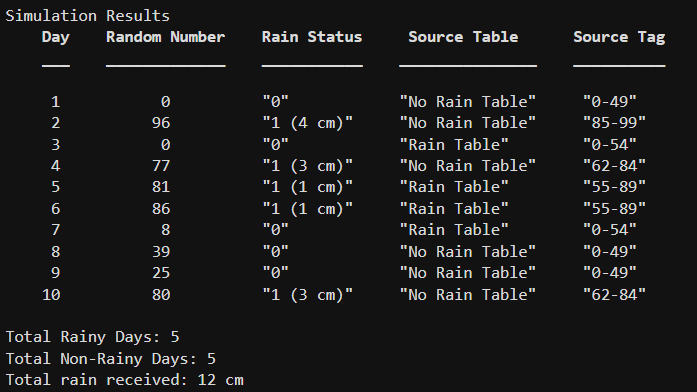 Simulation Results
Day Random Number Rain Status Source Table Source Tag
1 0 "0" "No Rain Table" "0-49"
2 96 "1 (4 cm)" "No Rain Table" "85-99"
3 0 "0" "Rain Table" "0-54"
4 77 "1 (3 cm)" "No Rain Table" "62-84"
5 81 "1 (1 cm)" "Rain Table" "55-89"
6 86 "1 (1 cm)" "Rain Table" "55-89"
7 8 "0" "Rain Table" "0-54"
8 39 "0" "No Rain Table" "0-49"
9 25 "0" "No Rain Table" "0-49"
10 80 "1 (3 cm)" "No Rain Table" "62-84"
Total Rainy Days: 5
Total Non-Rainy Days: 5
Total rain received: 12 cm